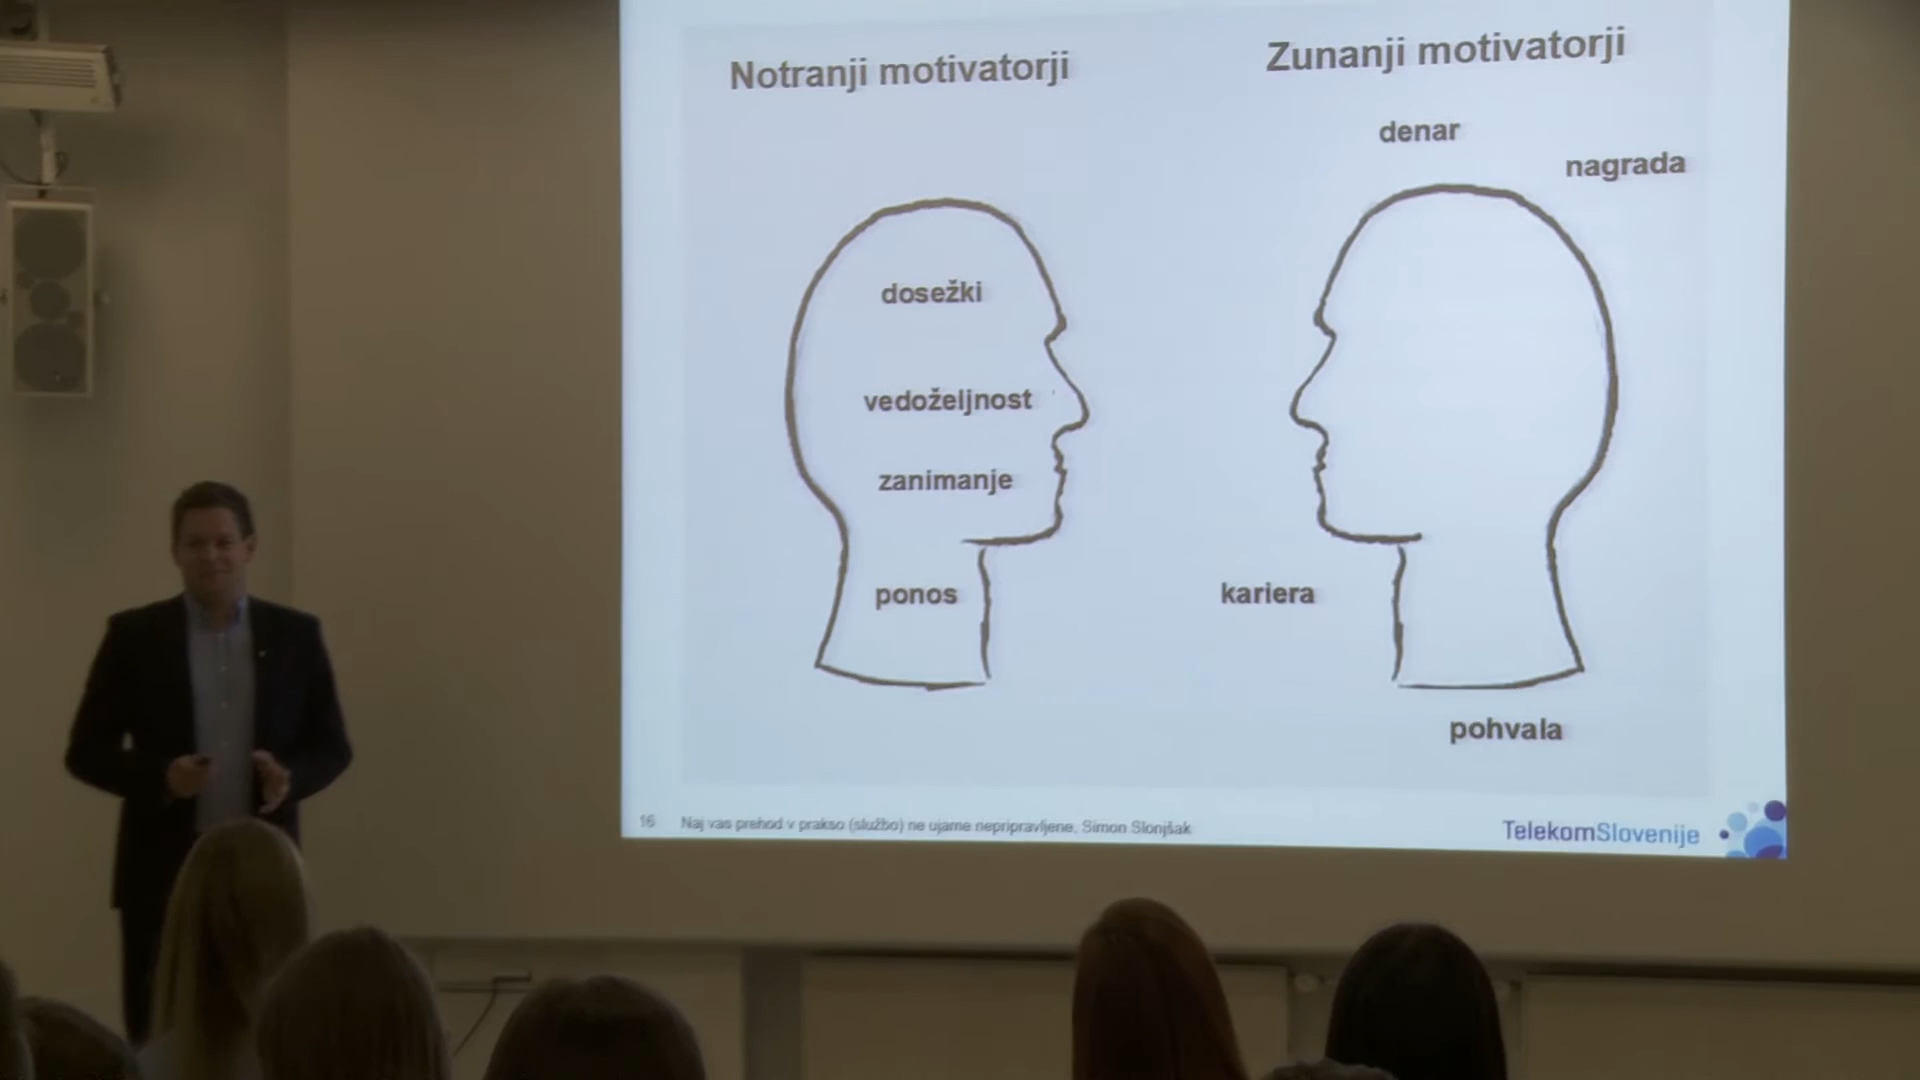 Notranji motivatorji
Zunanji motivatorji
denar
nagrada
dosežki
vedoželjnost
zanimanje
ponos
kariera
pohvala
16 Naj vas prehod v prakso (službo) ne ujame nepripravljene, Simon Slonjšak
TelekomSlovenije